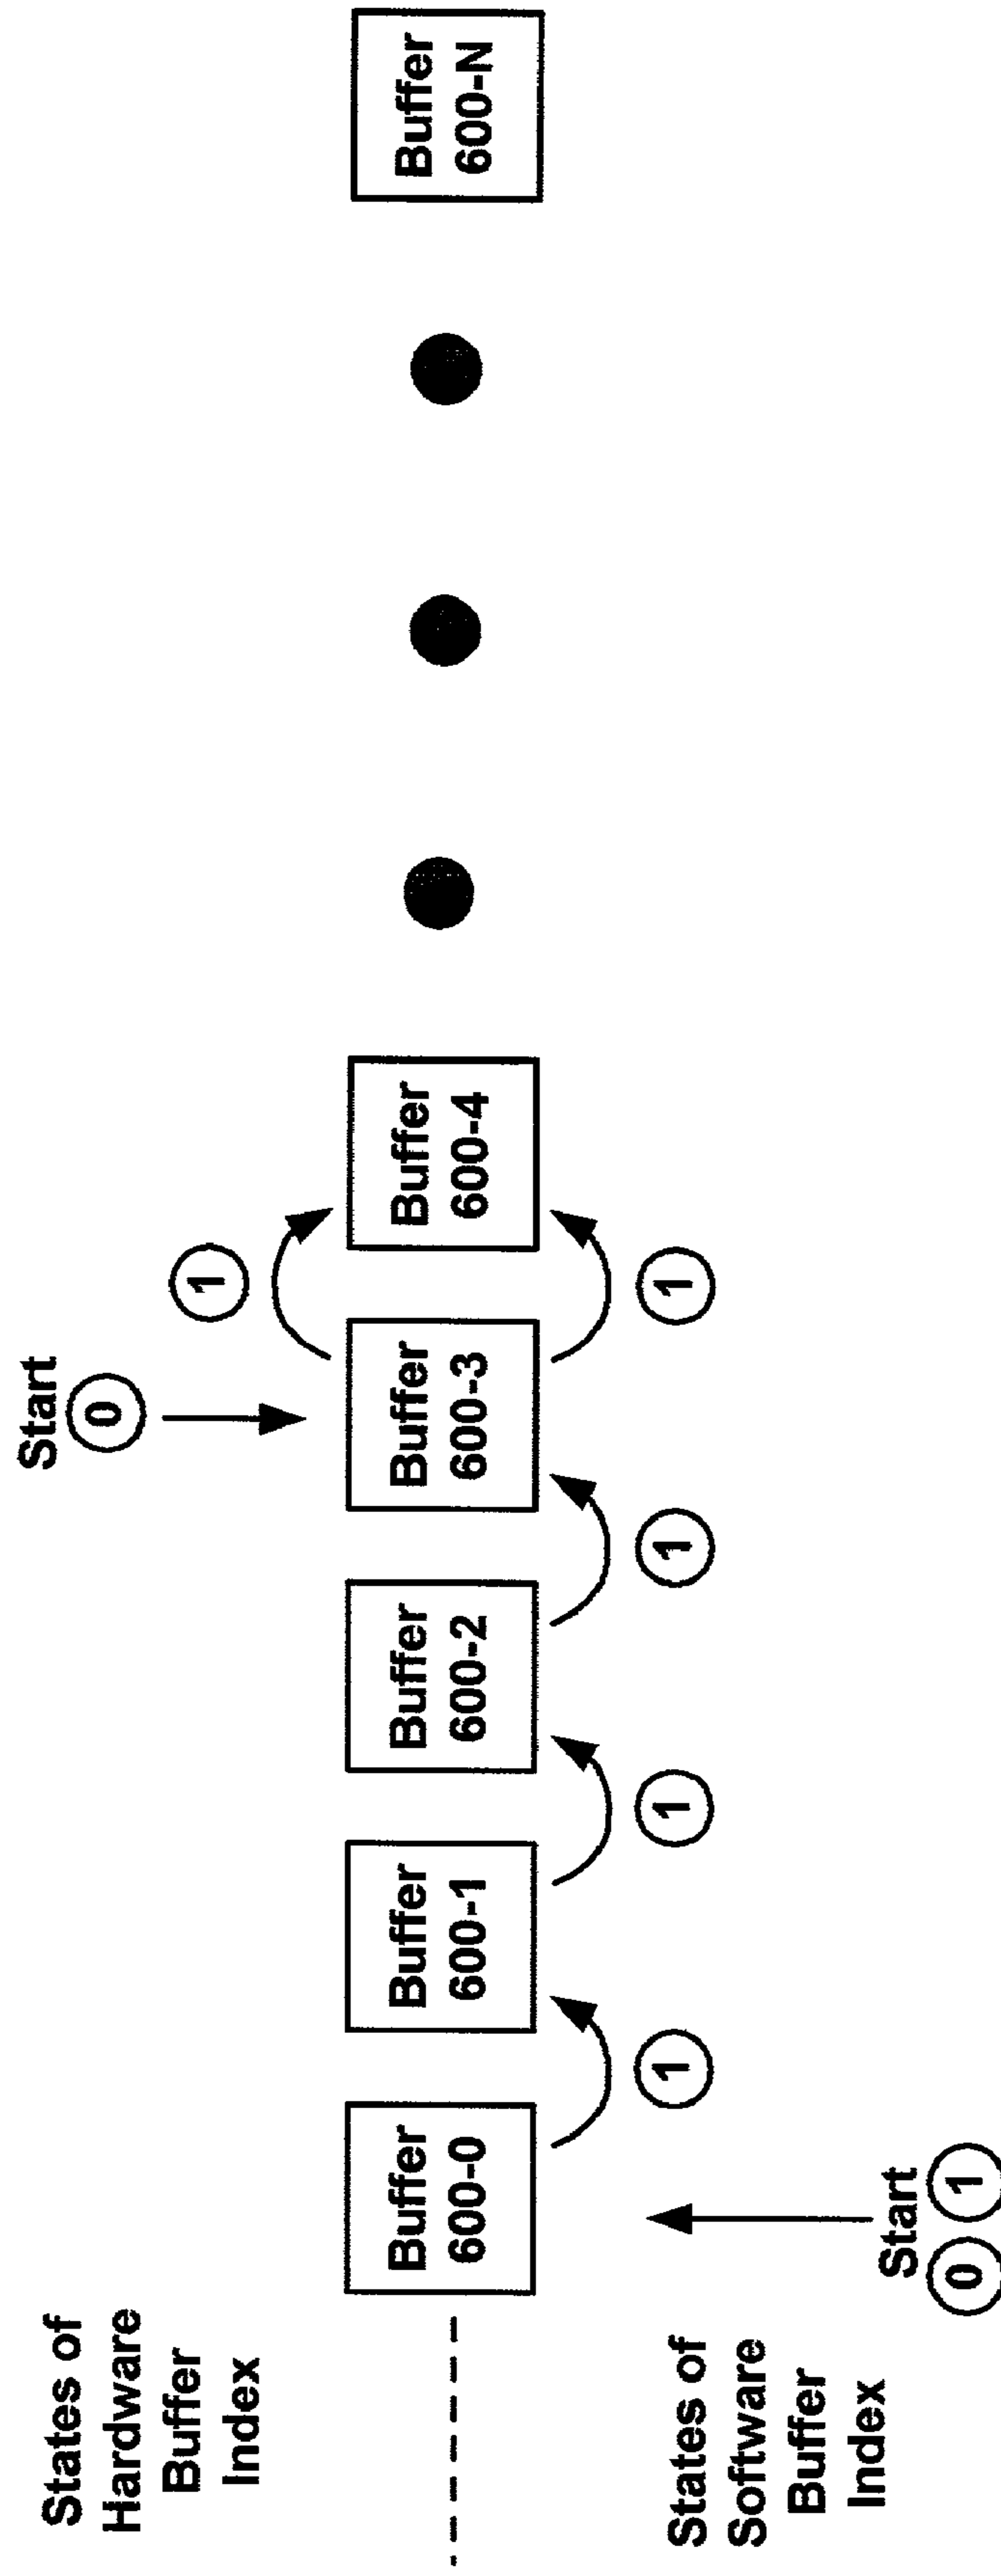 States of
Hardware
Buffer
Index
Start
0
1
Buffer
600-0
Buffer
600-1
Buffer
600-2
Buffer
600-3
Buffer
600-4
Buffer
600-N
1
1
1
1
States of
Software
Buffer
Index
Start
0 1